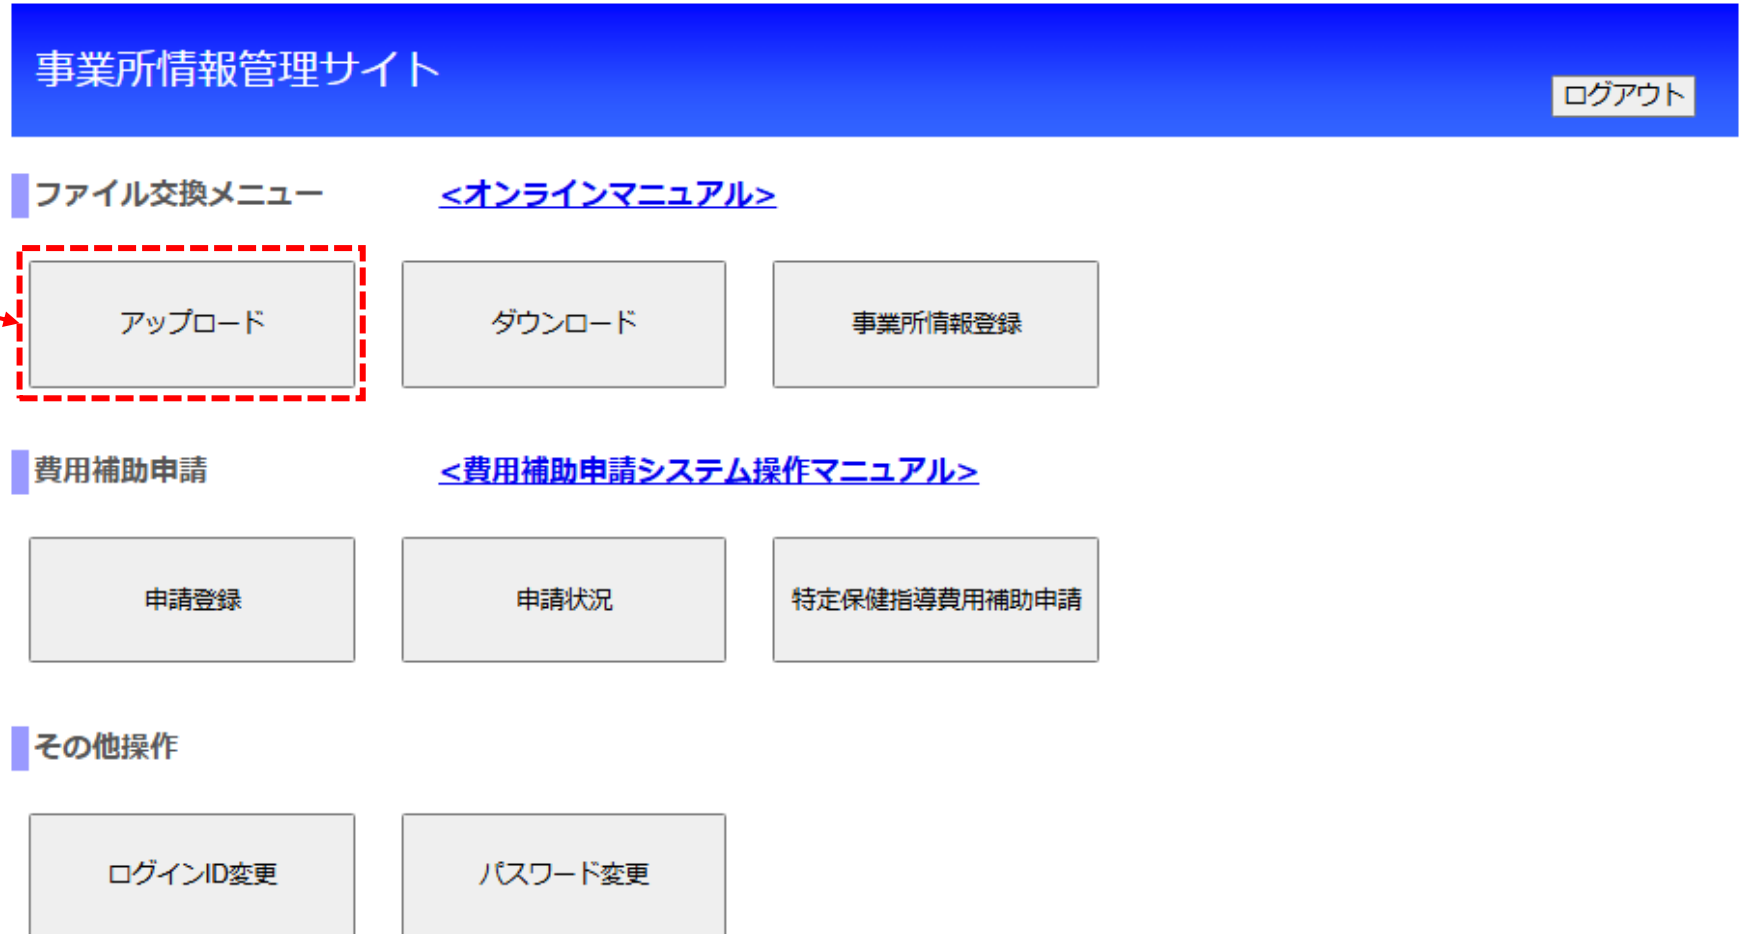 事業所情報管理サイト
ログアウト
ファイル交換メニュー <オンラインマニュアル>
アップロード ダウンロード 事業所情報登録
費用補助申請 <費用補助申請システム操作マニュアル>
申請登録 申請状況 特定保健指導費用補助申請
その他操作
ログインID変更 パスワード変更